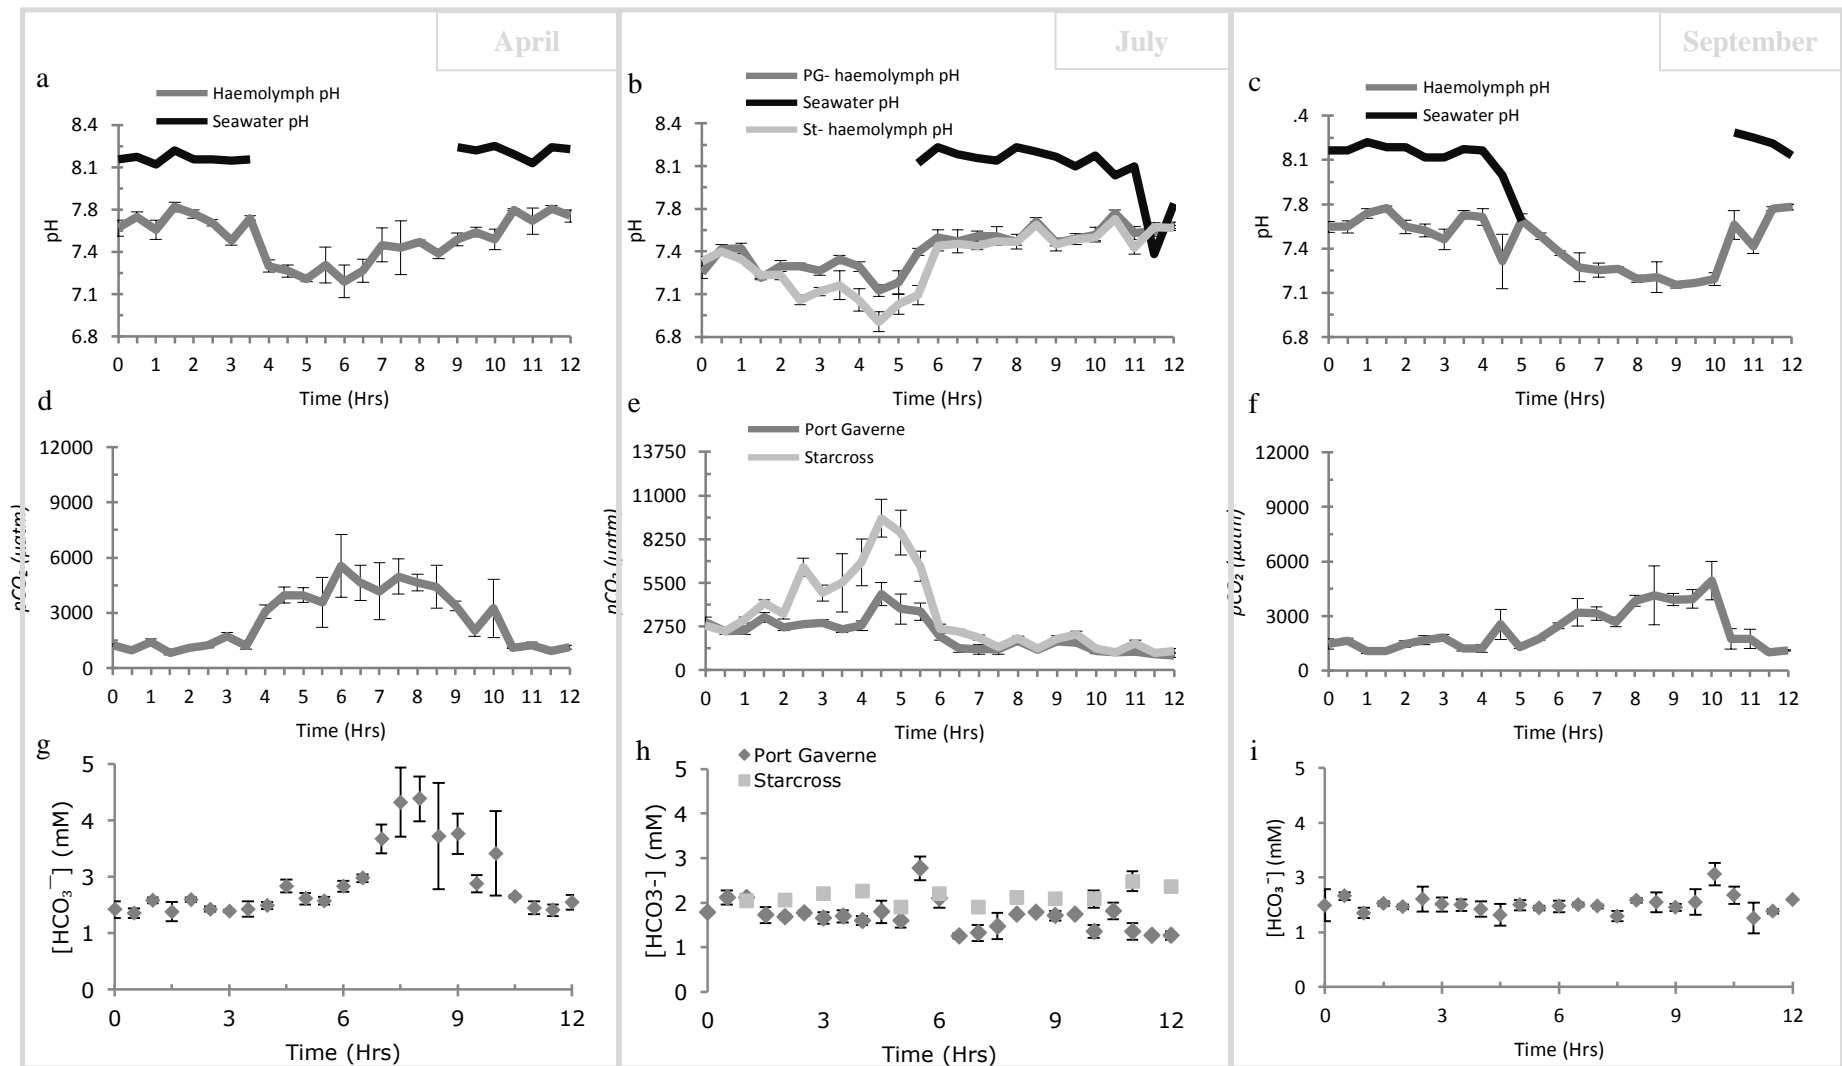 April
a
Haemolymph pH
Seawater pH
8.4
8.1
7.8
7.4
7.1
6.8
pH
0 1 2 3 4 5 6 7 8 9 10 11 12
Time (Hrs)
July
b
PG- haemolymph pH
Seawater pH
St- haemolymph pH
8.4
8.1
7.8
7.4
7.1
6.8
pH
0 1 2 3 4 5 6 7 8 9 10 11 12
Time (Hrs)
September
c
Haemolymph pH
Seawater pH
.4
8.1
7.8
7.4
7.1
6.8
pH
0 1 2 3 4 5 6 7 8 9 10 11 12
Time (Hrs)
d
12000
9000
6000
3000
0
pCO₂ (µatm)
0 1 2 3 4 5 6 7 8 9 10 11 12
Time (Hrs)
e
Port Gaverne
Starcross
13750
11000
8250
5500
2750
0
pCO₂ (µatm)
0 1 2 3 4 5 6 7 8 9 10 11 12
Time (Hrs)
f
12000
9000
6000
3000
0
pCO₂ (µatm)
0 1 2 3 4 5 6 7 8 9 10 11 12
Time (Hrs)
g
5
4
3
1
0
[HCO₃⁻] (mM)
0 3 6 9 12
Time (Hrs)
h
Port Gaverne
Starcross
5
4
3
2
1
0
[HCO3-] (mM)
0 3 6 9 12
Time (Hrs)
i
5
4
3
1
0
[HCO₃⁻] (mM)
0 3 6 9 12
Time (Hrs)